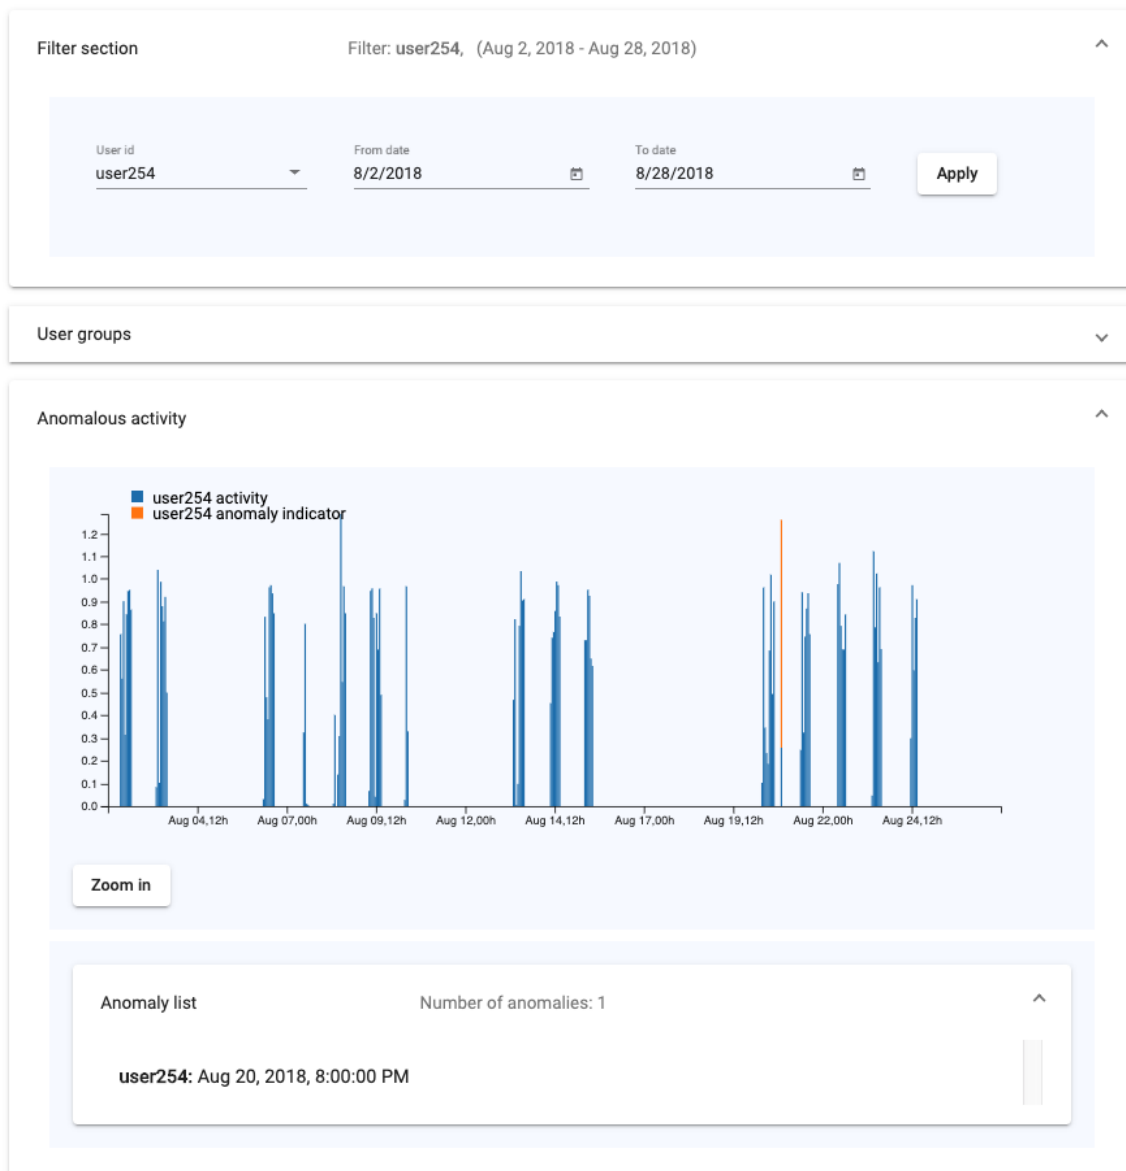 Filter section Filter: user254, (Aug 2, 2018 - Aug 28, 2018)
User id From date To date
user254 8/2/2018 8/28/2018 Apply
User groups
Anomalous activity
user254 activity
user254 anomaly indicator
1.2
1.1
1.0
0.9
0.8
0.7
0.6
0.5
0.4
0.3
0.2
0.1
0.0
Aug 04,12h Aug 07,00h Aug 09,12h Aug 12,00h Aug 14,12h Aug 17,00h Aug 19,12h Aug 22,00h Aug 24,12h
Zoom in
Anomaly list Number of anomalies: 1
user254: Aug 20, 2018, 8:00:00 PM